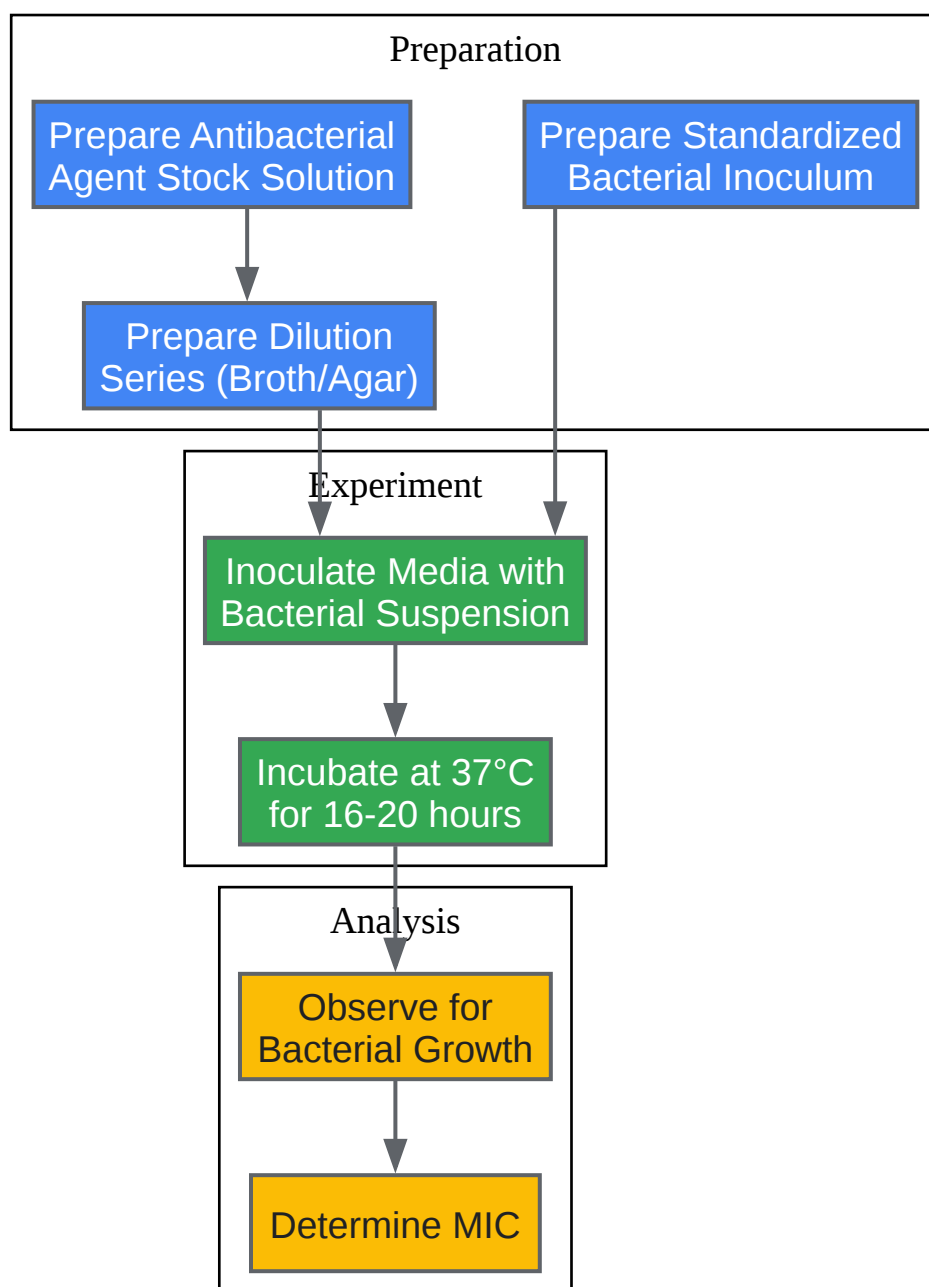 Preparation
Prepare Antibacterial
Agent Stock Solution
Prepare Standardized
Bacterial Inoculum
Prepare Dilution
Series (Broth/Agar)
Experiment
Inoculate Media with
Bacterial Suspension
Incubate at 37°C
for 16-20 hours
Analysis
Observe for
Bacterial Growth
Determine MIC